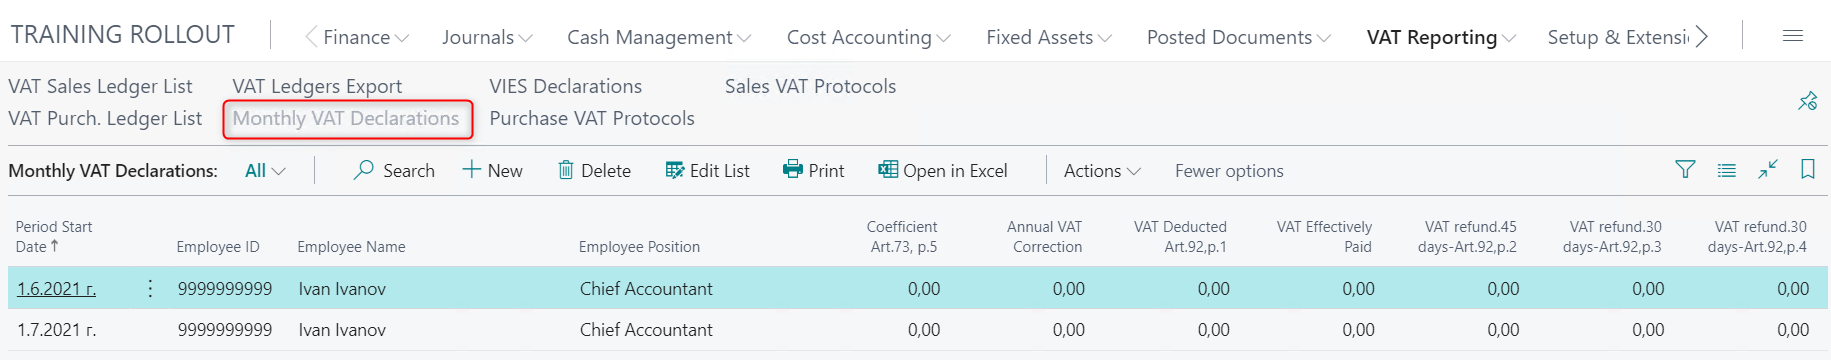 TRAINING ROLLOUT Finance Journals Cash Management Cost Accounting Fixed Assets Posted Documents VAT Reporting Setup & Extensi
VAT Sales Ledger List VAT Ledgers Export VIES Declarations Sales VAT Protocols
VAT Purch. Ledger List Monthly VAT Declarations Purchase VAT Protocols
Monthly VAT Declarations: All Search New Delete Edit List Print Open in Excel Actions Fewer options
Period Start Coefficient Annual VAT VAT Deducted VAT Effectively VAT refund.45 VAT refund.30 VAT refund.30
Date ↑ Employee ID Employee Name Employee Position Art.73, p.5 Correction Art.92,p.1 Paid days-Art.92,p.2 days-Art.92,p.3 days-Art.92,p.4
1.6.2021 г. 9999999999 Ivan Ivanov Chief Accountant 0,00 0,00 0,00 0,00 0,00 0,00 0,00
1.7.2021 г. 9999999999 Ivan Ivanov Chief Accountant 0,00 0,00 0,00 0,00 0,00 0,00 0,00